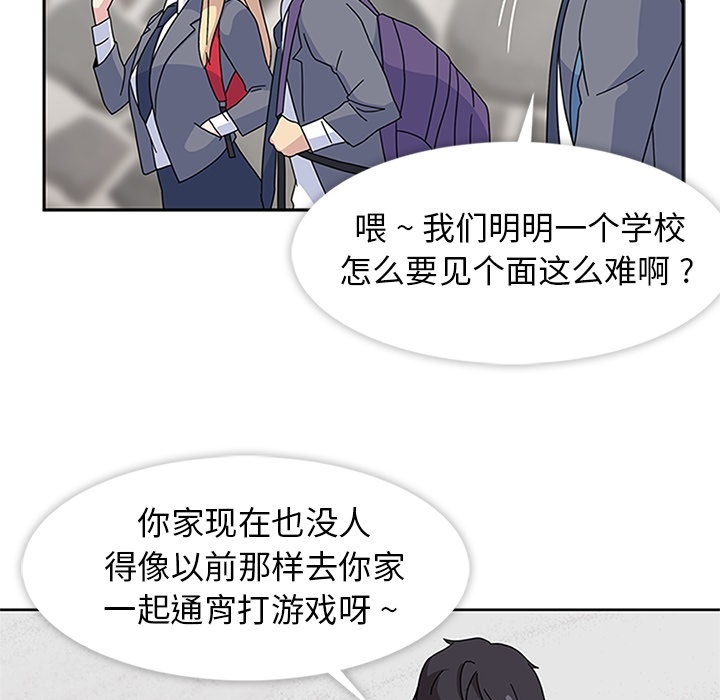 喂~我们明明一个学校
怎么要见个面这么难啊?
你家现在也没人
得像以前那样去你家
一起通宵打游戏呀~